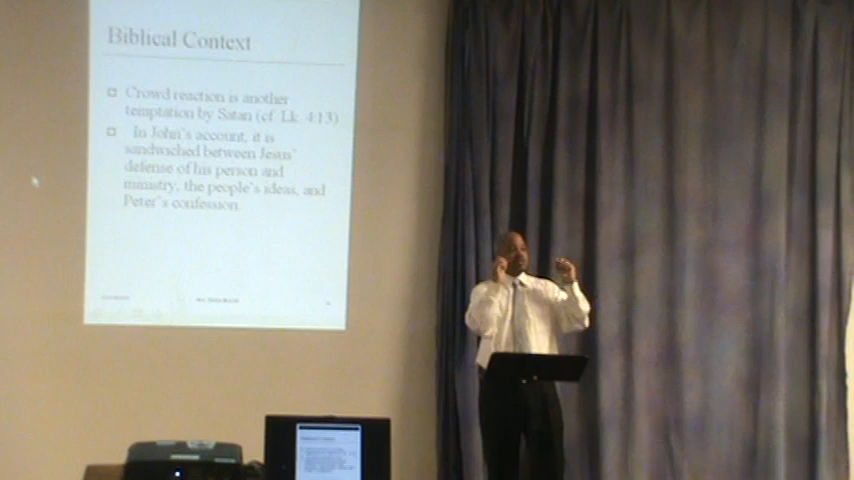 Biblical Context
Crowd reaction is another
temptation by Satan (cf. Lk. 4:13)
In John's account, it is
sandwiched between Jesus'
defense of his person and
ministry, the people's ideas, and
Peter's confession.